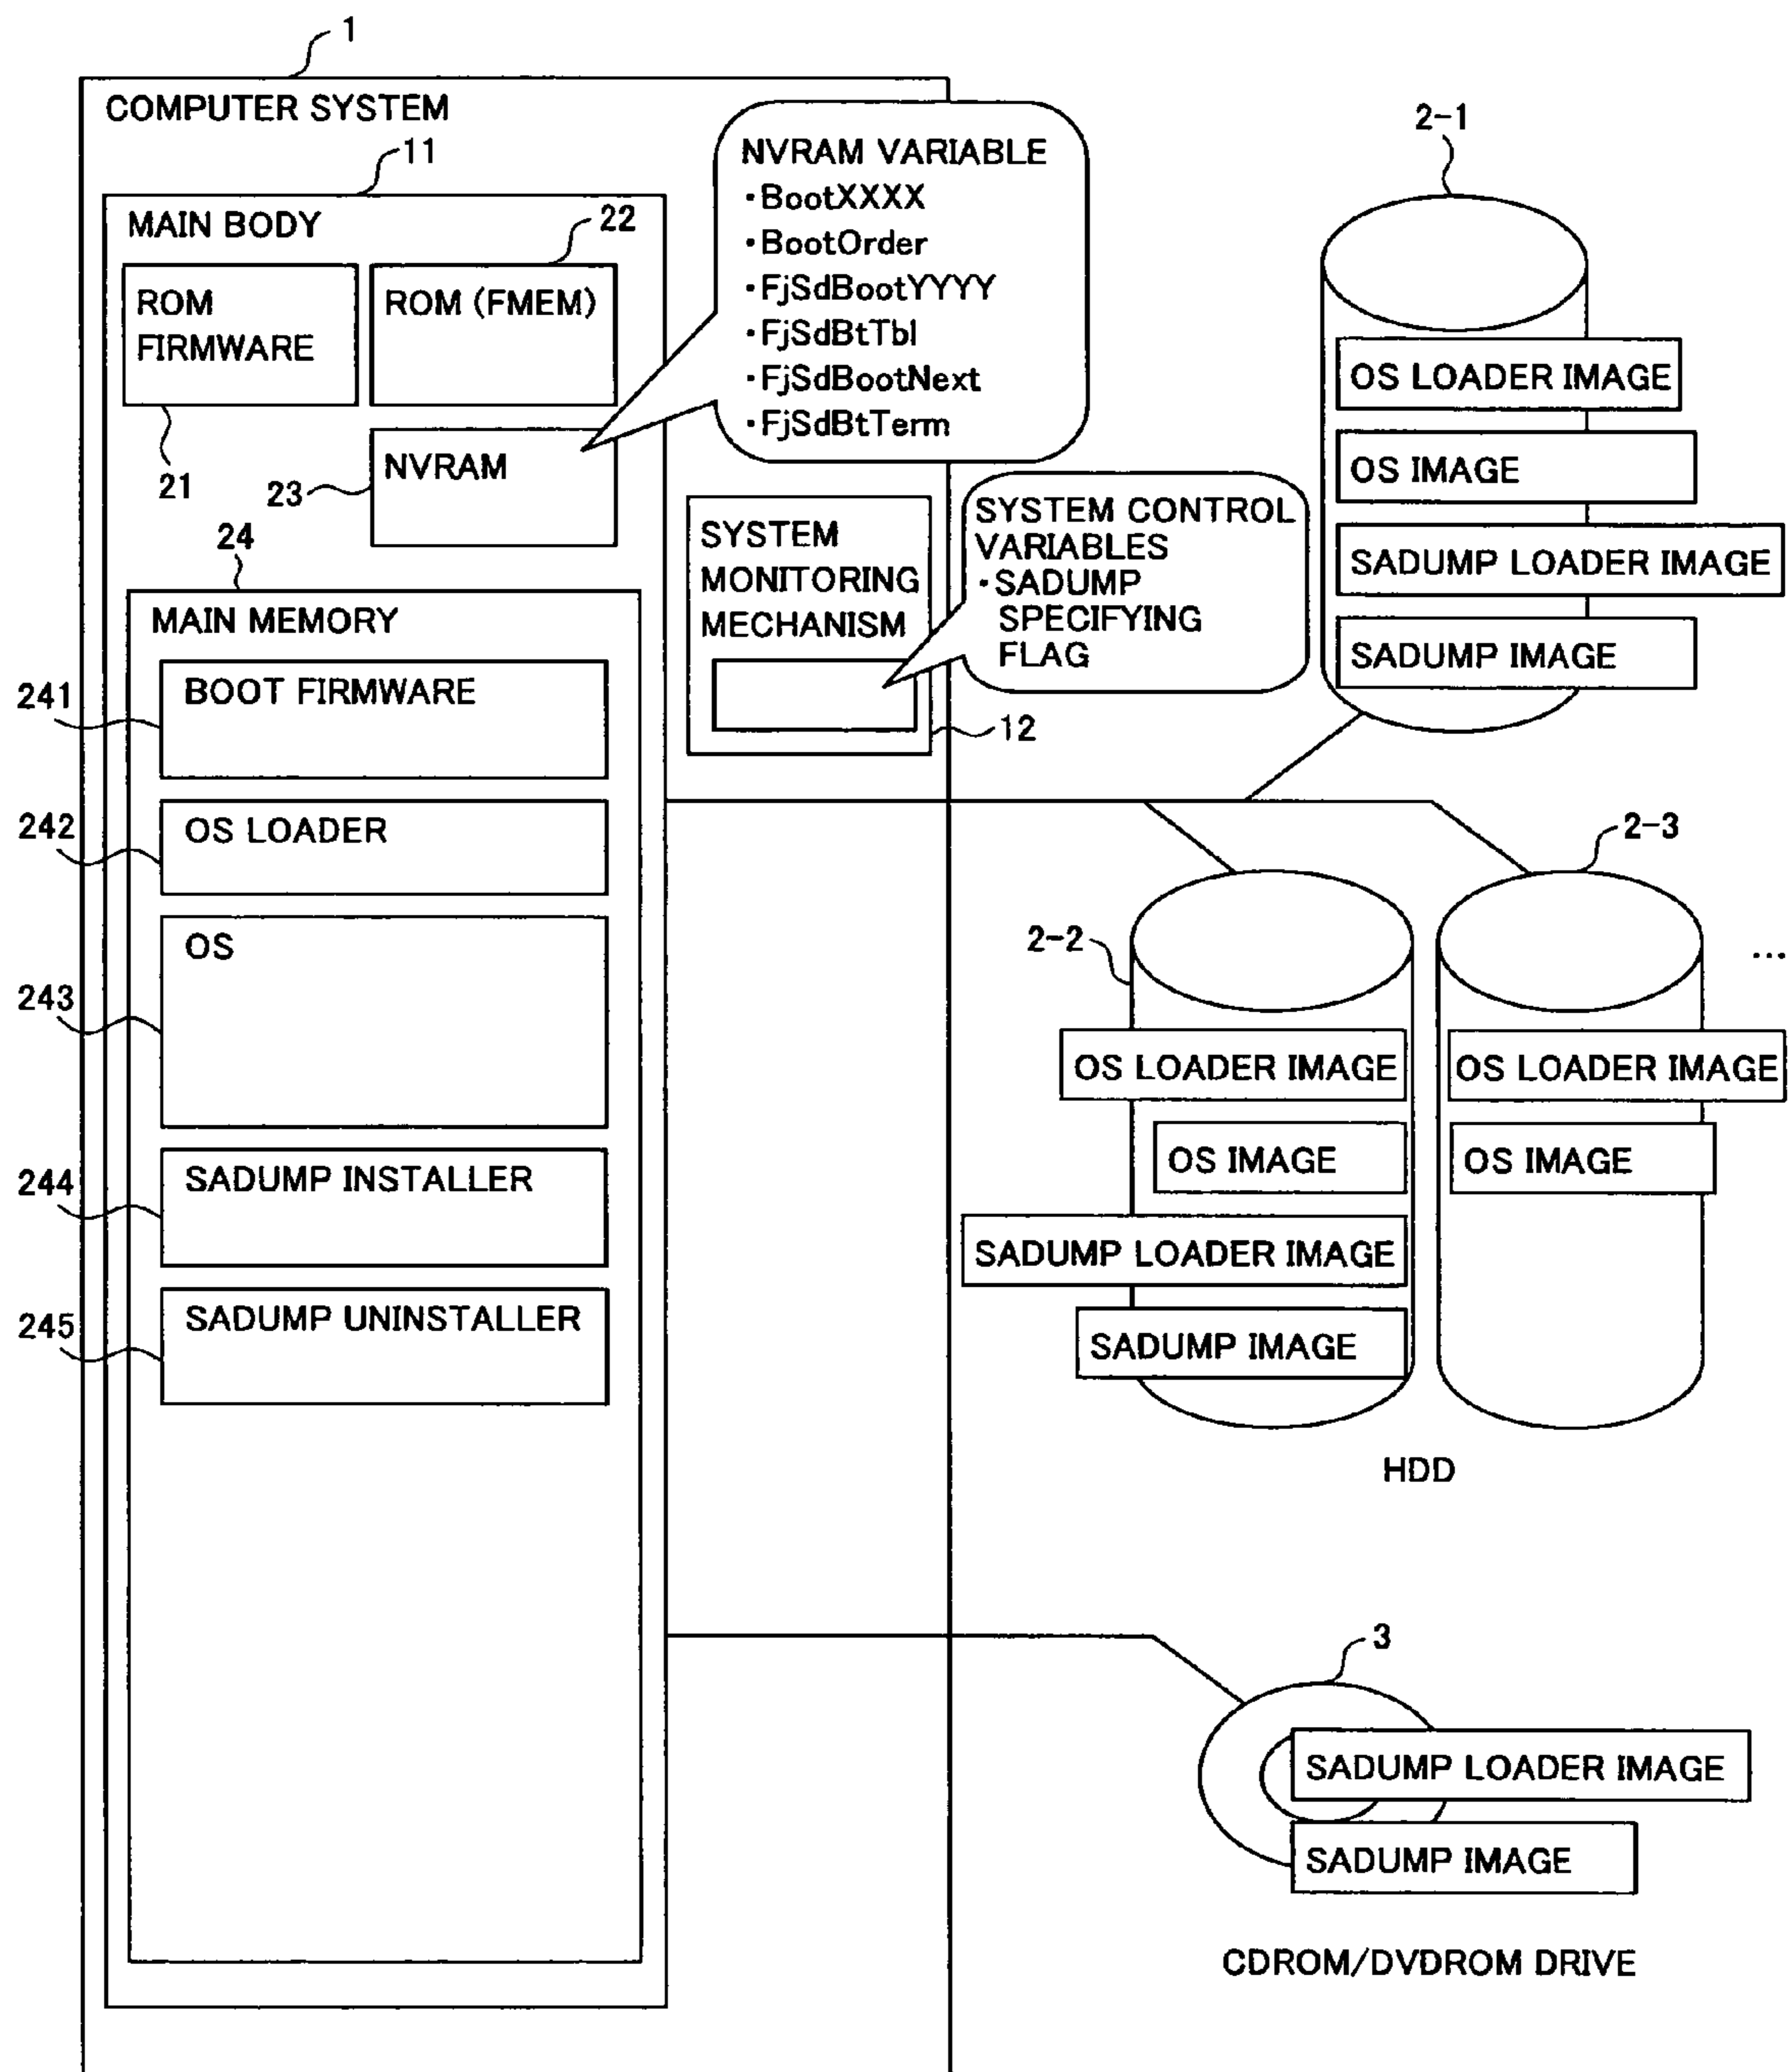 1
COMPUTER SYSTEM
11
MAIN BODY
ROM
FIRMWARE
21
22
ROM (FMEM)
23
NVRAM
NVRAM VARIABLE
・BootXXXX
・BootOrder
・FjSdBootYYYY
・FjSdBtTbl
・FjSdBootNext
・FjSdBtTerm
SYSTEM
MONITORING
MECHANISM
12
SYSTEM CONTROL
VARIABLES
・SADUMP
SPECIFYING
FLAG
24
MAIN MEMORY
241
BOOT FIRMWARE
242
OS LOADER
243
OS
244
SADUMP INSTALLER
245
SADUMP UNINSTALLER
2-1
OS LOADER IMAGE
OS IMAGE
SADUMP LOADER IMAGE
SADUMP IMAGE
2-2
OS LOADER IMAGE
OS IMAGE
SADUMP LOADER IMAGE
SADUMP IMAGE
2-3
OS LOADER IMAGE
OS IMAGE
...
HDD
3
SADUMP LOADER IMAGE
SADUMP IMAGE
CDROM/DVDROM DRIVE